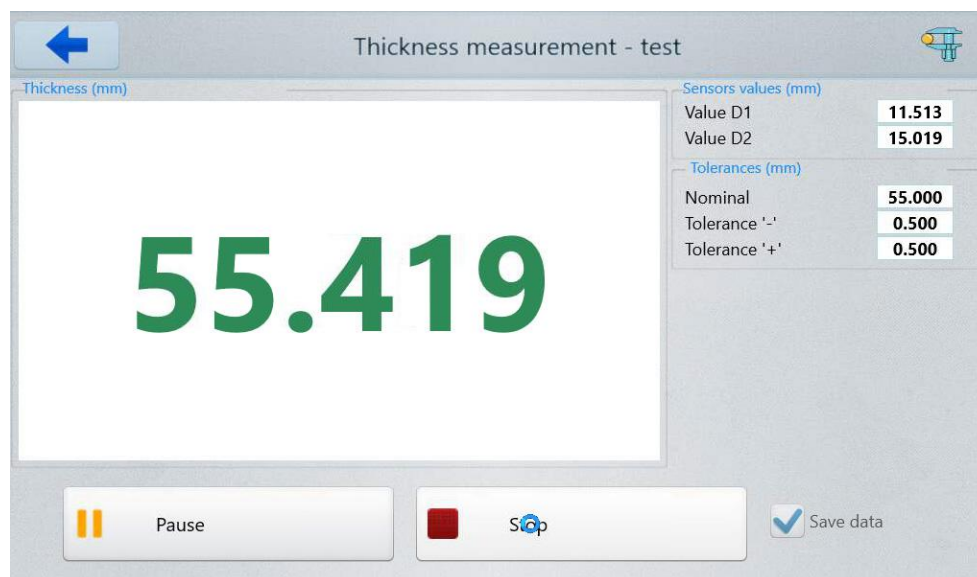 Thickness measurement - test
Thickness (mm)
55.419
Sensors values (mm)
Value D1 11.513
Value D2 15.019
Tolerances (mm)
Nominal 55.000
Tolerance '-' 0.500
Tolerance '+' 0.500
Pause
Stop
Save data